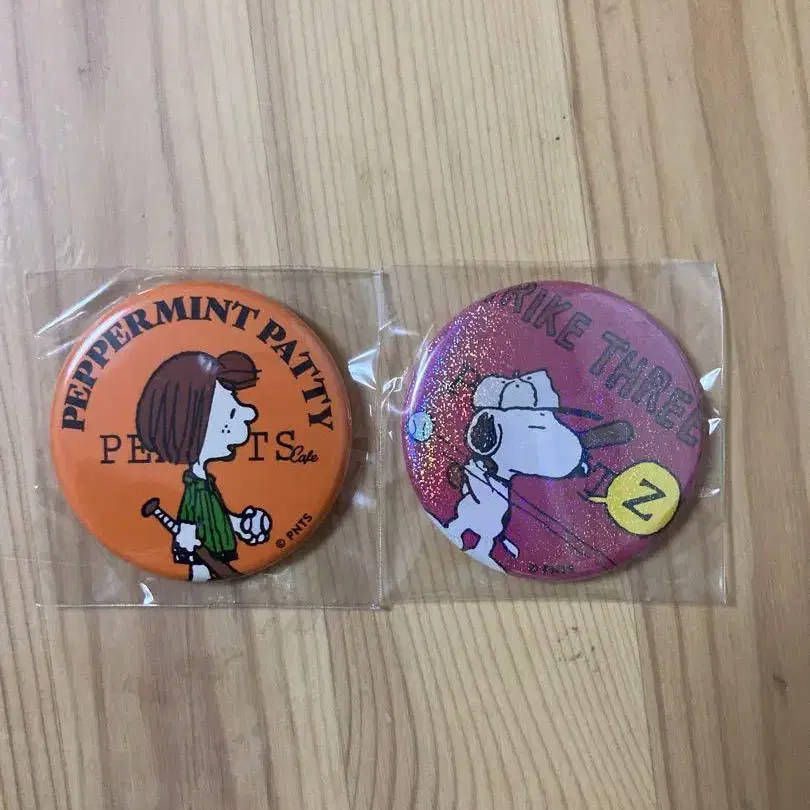 PEPPERMINT PATTY
PEANUTS
Cafe
© PNTS
STRIKE THREE
Z
© PNTS